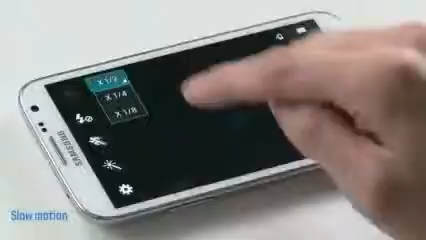 X 1/2
X 1/4
X 1/8
SAMSUNG
Slow motion